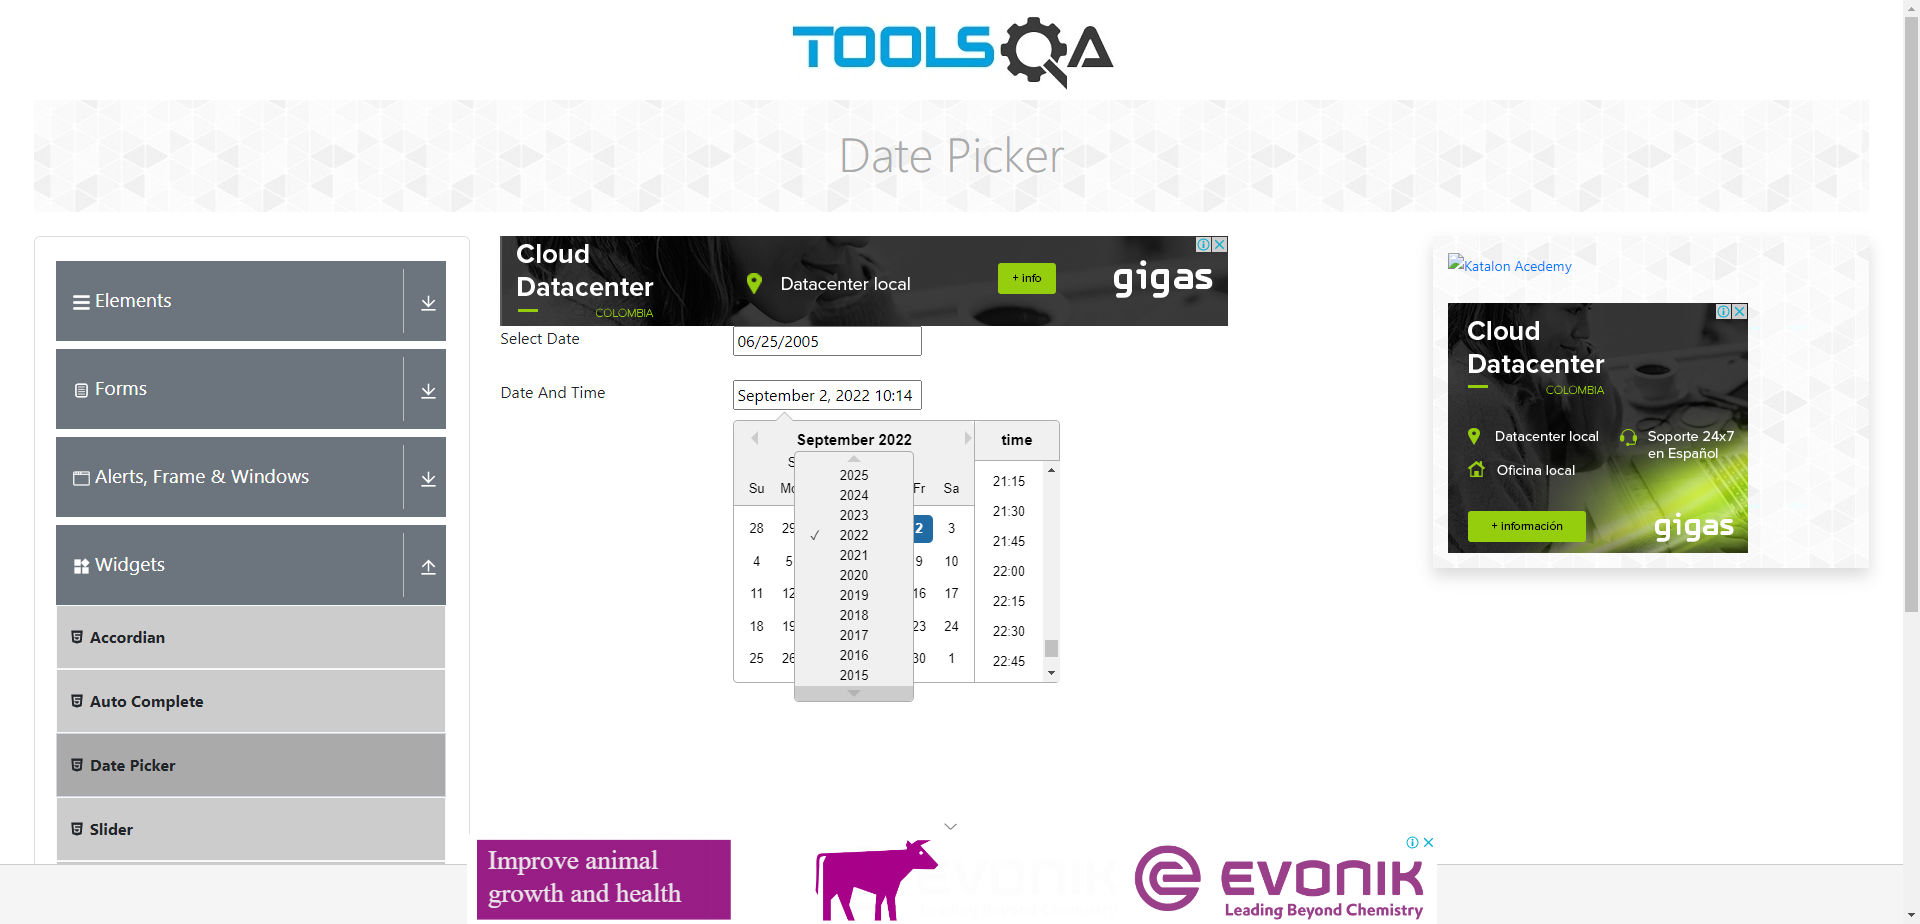 TOOLSQA
Date Picker
Elements
Forms
Alerts, Frame & Windows
Widgets
Accordian
Auto Complete
Date Picker
Slider
Cloud
Datacenter
COLOMBIA
Datacenter local
+ info
gigas
Select Date
06/25/2005
Date And Time
September 2, 2022 10:14
September 2022
time
S
2025
2024
2023
2022
2021
2020
2019
2018
2017
2016
2015
Su Mo Fr Sa
28 29 2 3
4 5 9 10
11 12 16 17
18 19 23 24
25 26 30 1
21:15
21:30
21:45
22:00
22:15
22:30
22:45
Katalon Acedemy
Cloud
Datacenter
COLOMBIA
Datacenter local
Soporte 24x7
en Español
Oficina local
+ información
gigas
Improve animal
growth and health
EVONIK
Leading Beyond Chemistry